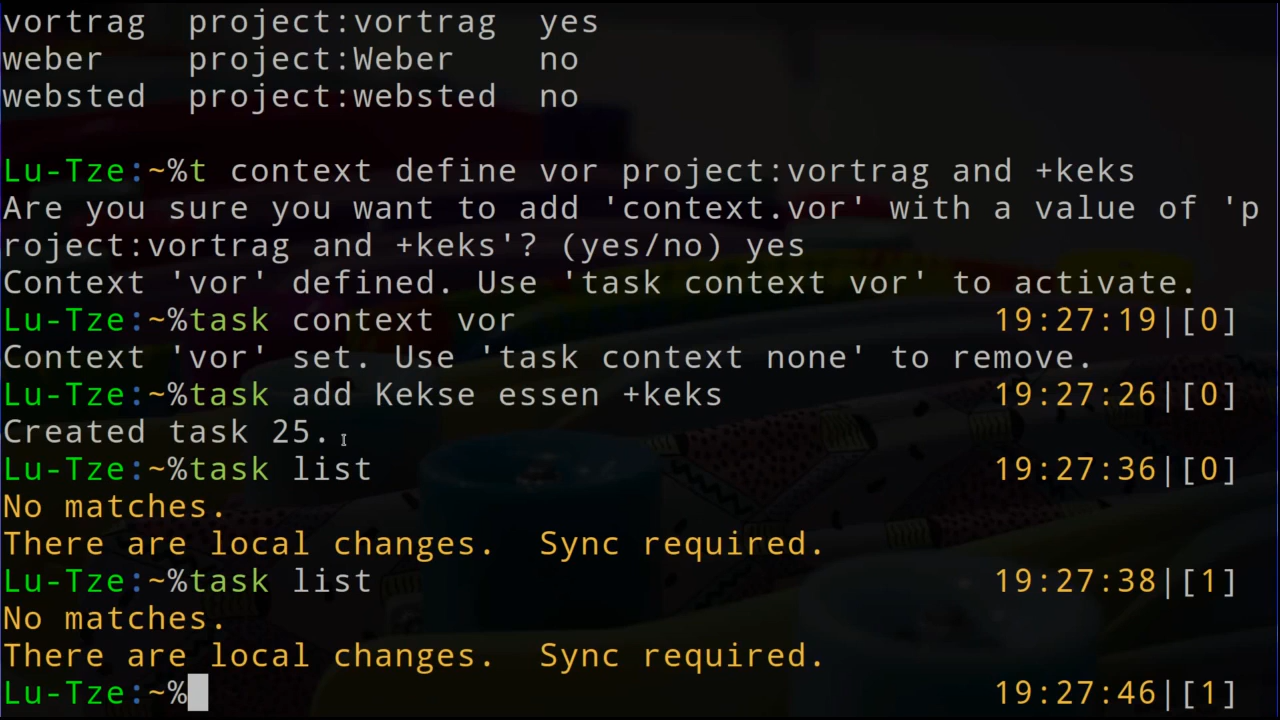 vortrag  project:vortrag  yes
weber    project:Weber    no
websted  project:websted  no
Lu-Tze:~%t context define vor project:vortrag and +keks
Are you sure you want to add 'context.vor' with a value of 'p
roject:vortrag and +keks'? (yes/no) yes
Context 'vor' defined. Use 'task context vor' to activate.
Lu-Tze:~%task context vor 19:27:19|[0]
Context 'vor' set. Use 'task context none' to remove.
Lu-Tze:~%task add Kekse essen +keks 19:27:26|[0]
Created task 25.
Lu-Tze:~%task list 19:27:36|[0]
No matches.
There are local changes.  Sync required.
Lu-Tze:~%task list 19:27:38|[1]
No matches.
There are local changes.  Sync required.
Lu-Tze:~% 19:27:46|[1]